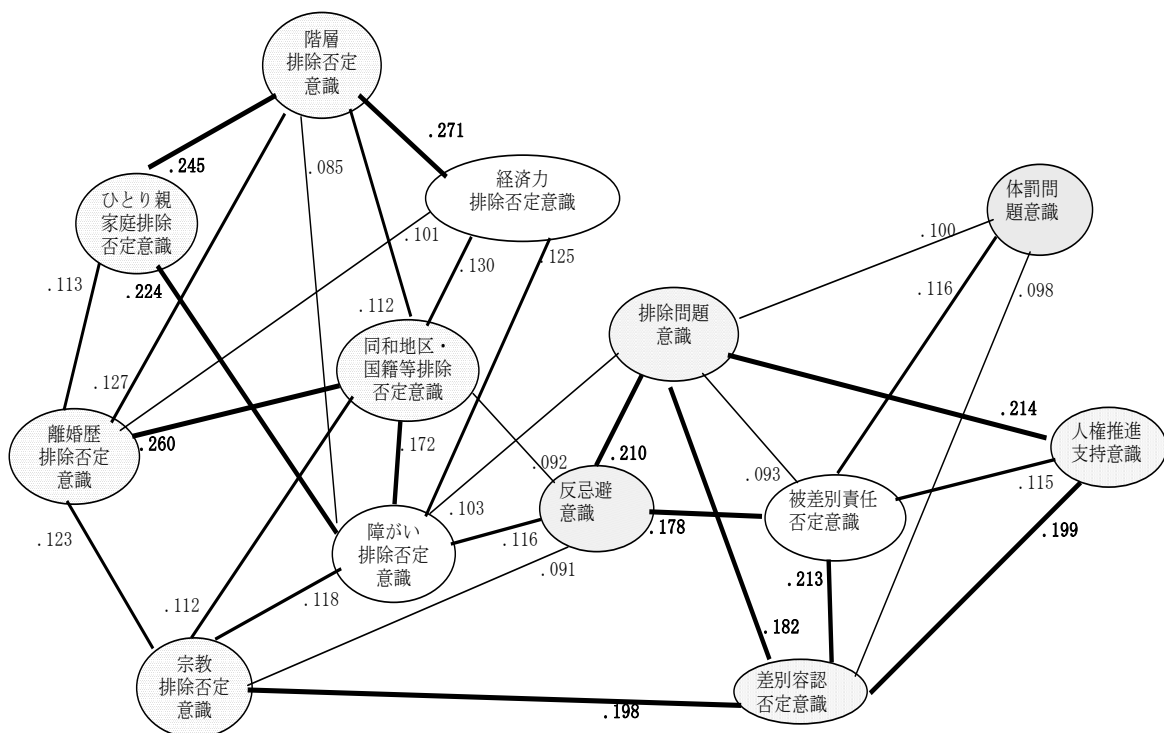 階層
排除否定
意識
.271
.245
.085
経済力
排除否定意識
体罰問
題意識
ひとり親
家庭排除
否定意識
.101
.130
.125
.100
.113
.224
.112
.116
.098
排除問題
意識
同和地区・
国籍等排除
否定意識
.127
.214
離婚歴
排除否定
意識
.260
.172
.092
.210
.093
人権推進
支持意識
.115
反忌避
意識
被差別責任
否定意識
.103
.178
.199
.123
障がい
排除否定
意識
.116
.091
.213
.112
.118
.182
宗教
排除否定
意識
差別容認
否定意識
.198